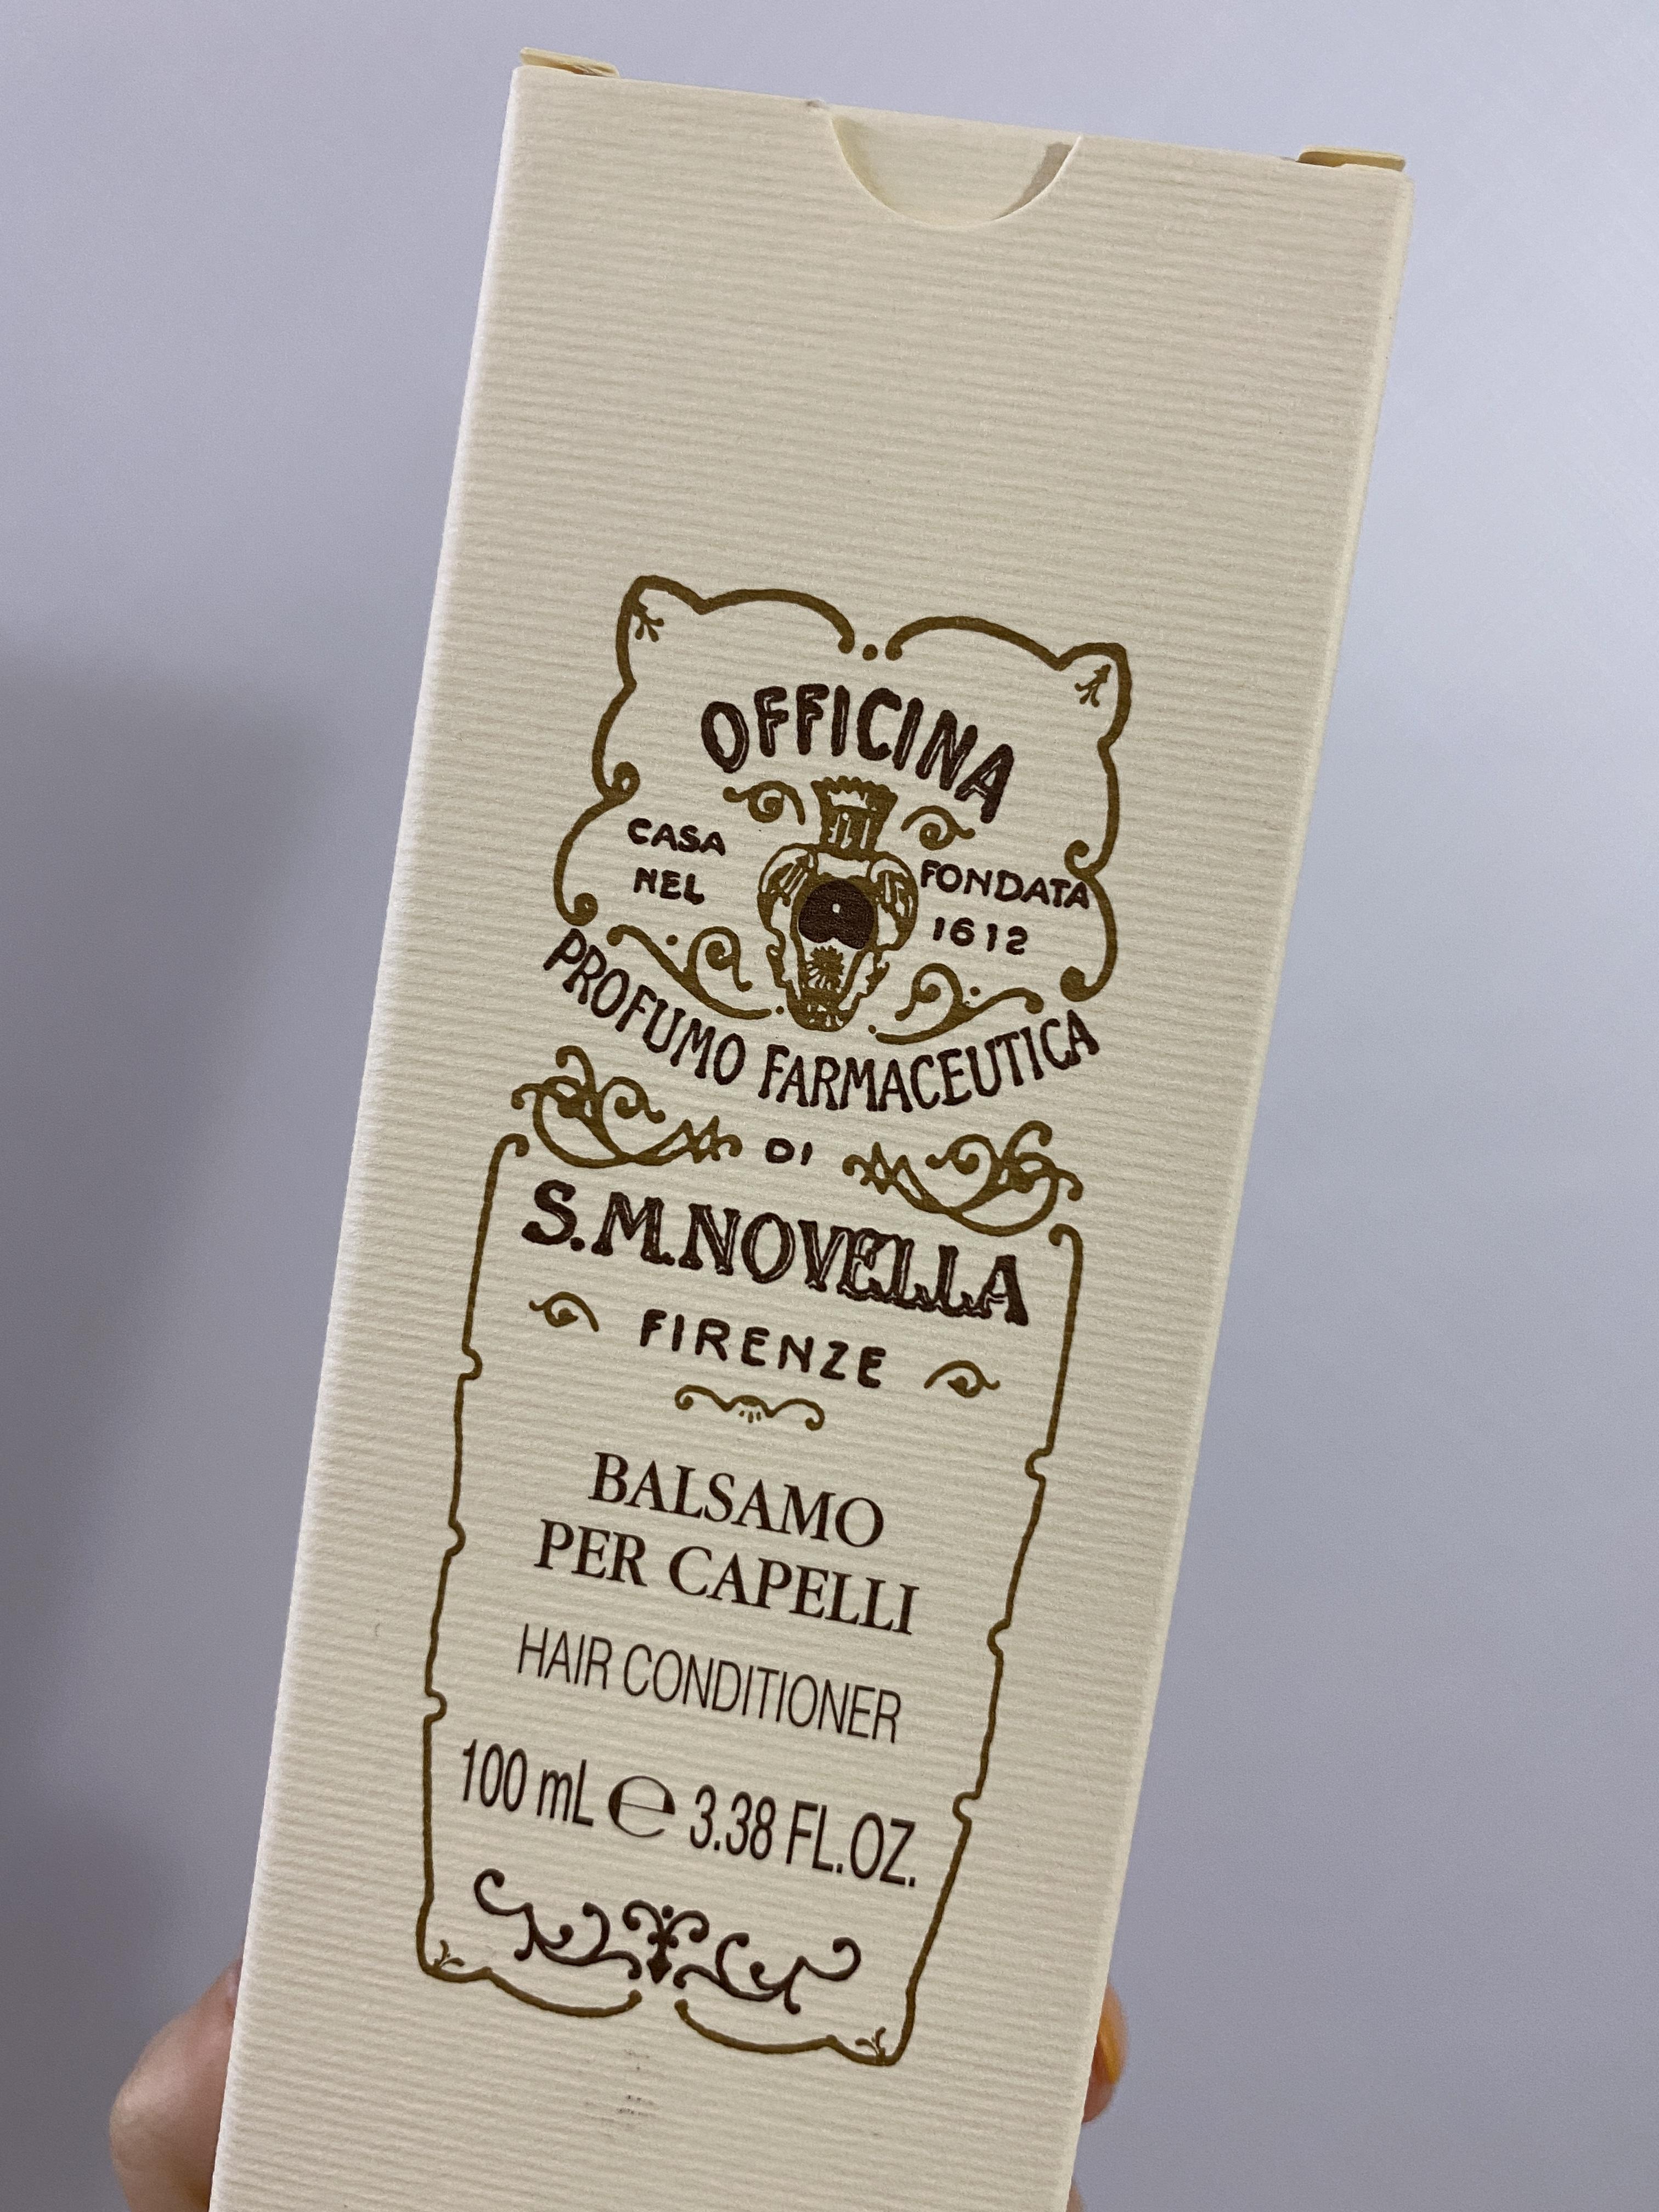 OFFICINA
CASA FONDATA
NEL 1612
PROFUMO FARMACEUTICA
DI
S.M.NOVELLA
FIRENZE
BALSAMO
PER CAPELLI
HAIR CONDITIONER
100 mL ℮ 3.38 FL.OZ.